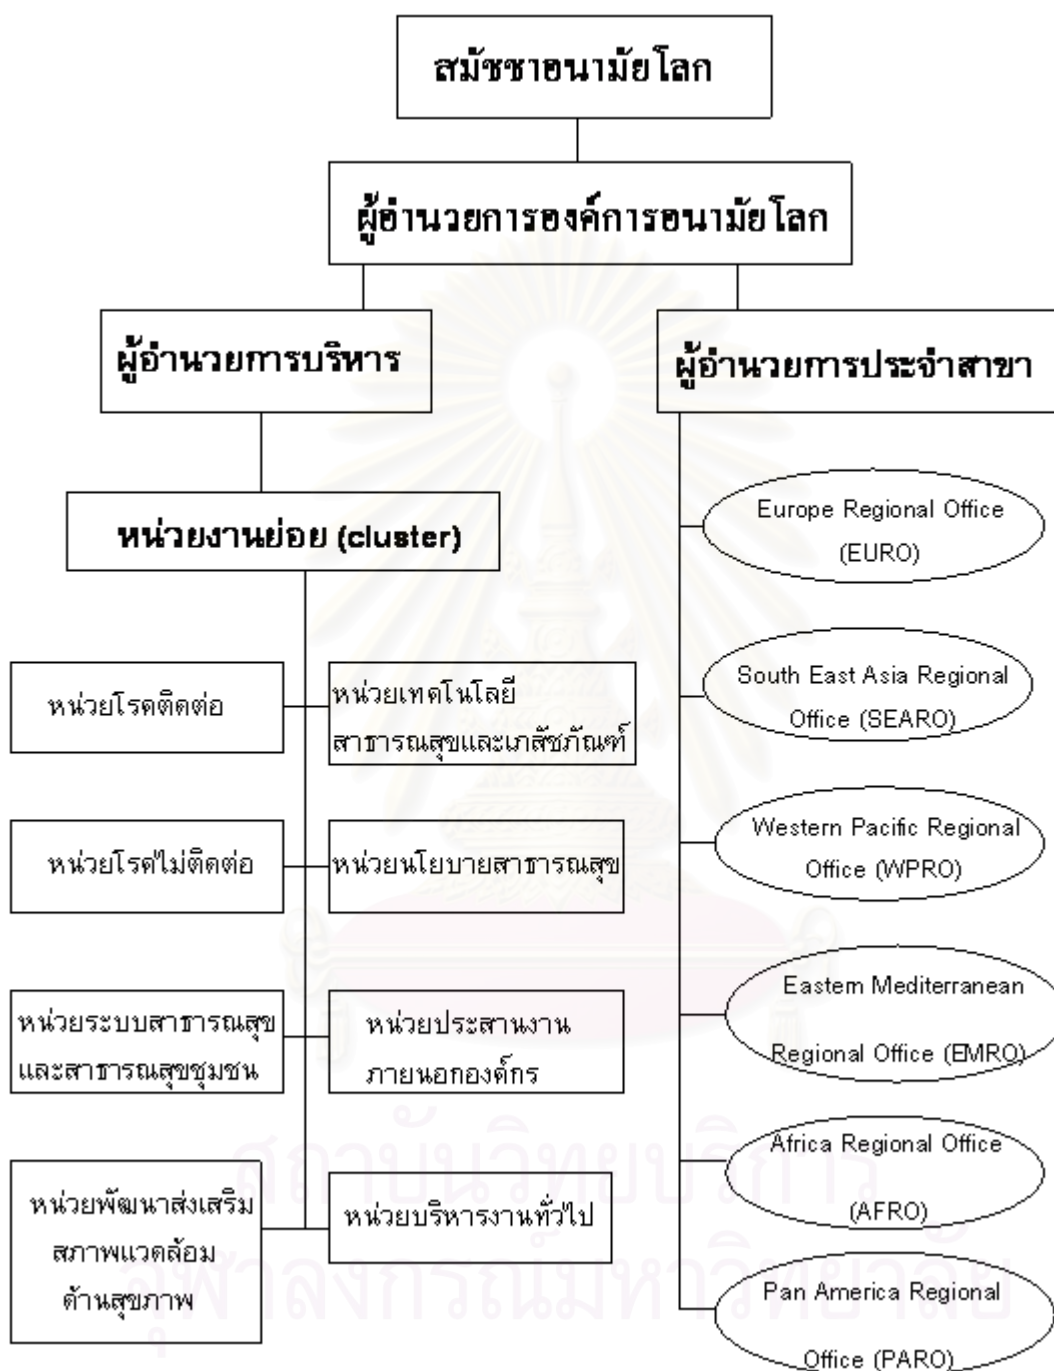 สมัชชาอนามัยโลก
ผู้อำนวยการองค์การอนามัยโลก
ผู้อำนวยการบริหาร
ผู้อำนวยการประจำสาขา
หน่วยงานย่อย (cluster)
หน่วยโรคติดต่อ
หน่วยเทคโนโลยี
สาธารณสุขและเภสัชภัณฑ์
หน่วยโรคไม่ติดต่อ
หน่วยนโยบายสาธารณสุข
หน่วยระบบสาธารณสุข
และสาธารณสุขชุมชน
หน่วยประสานงาน
ภายนอกองค์กร
หน่วยพัฒนาส่งเสริม
สภาพแวดล้อม
ด้านสุขภาพ
หน่วยบริหารงานทั่วไป
Europe Regional Office
(EURO)
South East Asia Regional
Office (SEARO)
Western Pacific Regional
Office (WPRO)
Eastern Mediterranean
Regional Office (EMRO)
Africa Regional Office
(AFRO)
Pan America Regional
Office (PARO)
สถาบันวิทยบริการ
จุฬาลงกรณ์มหาวิทยาลัย